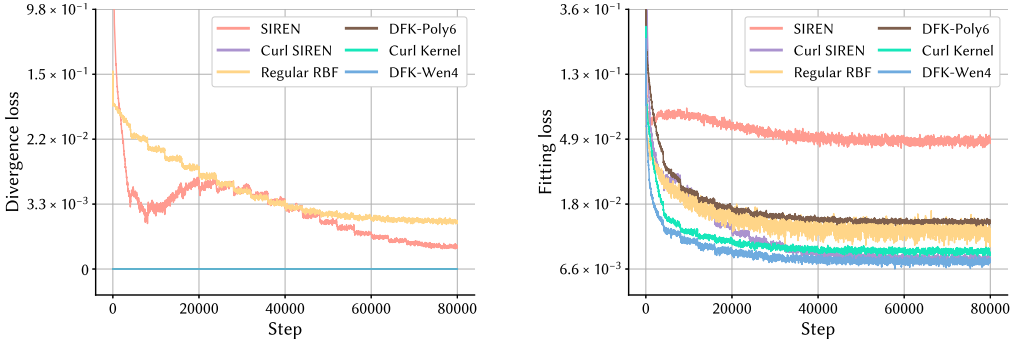 9.8 × 10⁻¹
1.5 × 10⁻¹
2.2 × 10⁻²
3.3 × 10⁻³
0
Divergence loss
SIREN
Curl SIREN
Regular RBF
DFK-Poly6
Curl Kernel
DFK-Wen4
0 20000 40000 60000 80000
Step
3.6 × 10⁻¹
1.3 × 10⁻¹
4.9 × 10⁻²
1.8 × 10⁻²
6.6 × 10⁻³
Fitting loss
SIREN
Curl SIREN
Regular RBF
DFK-Poly6
Curl Kernel
DFK-Wen4
0 20000 40000 60000 80000
Step